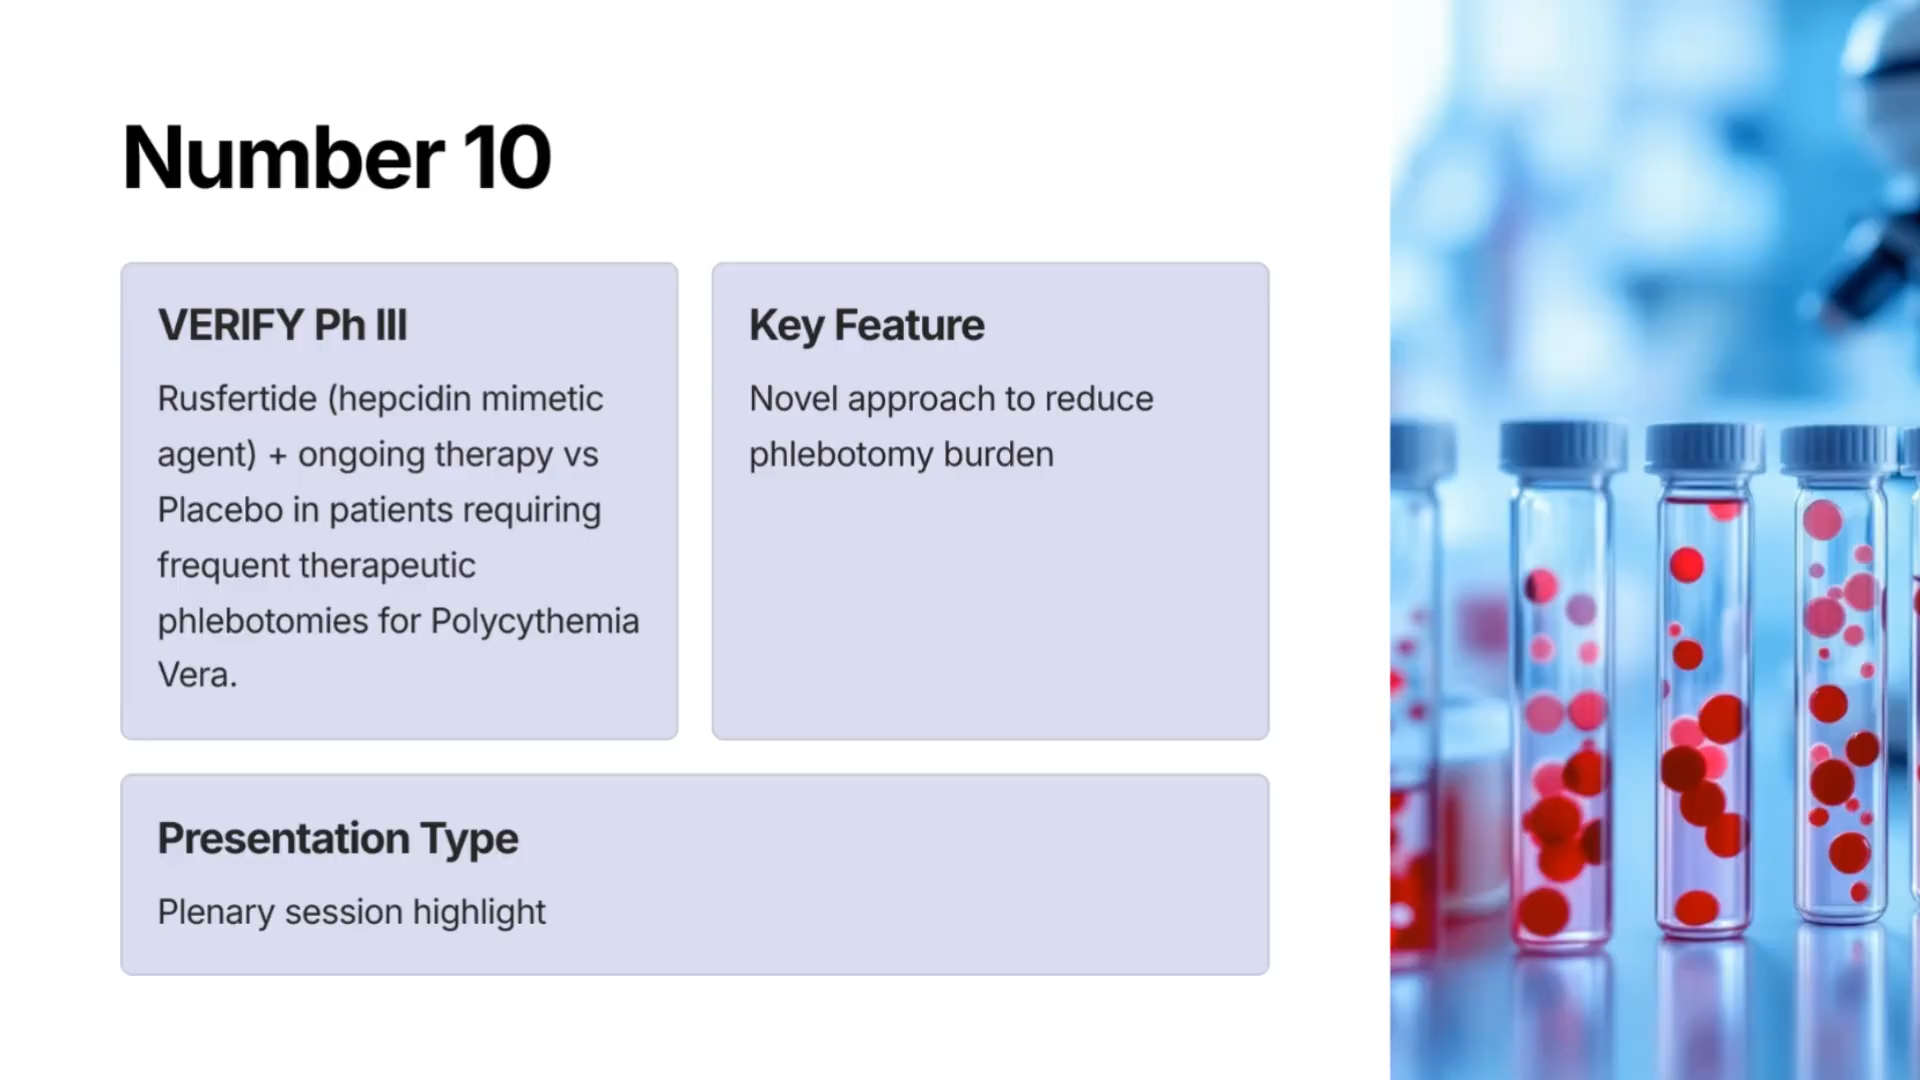 Number 10
VERIFY Ph III
Rusfertide (hepcidin mimetic
agent) + ongoing therapy vs
Placebo in patients requiring
frequent therapeutic
phlebotomies for Polycythemia
Vera.
Key Feature
Novel approach to reduce
phlebotomy burden
Presentation Type
Plenary session highlight